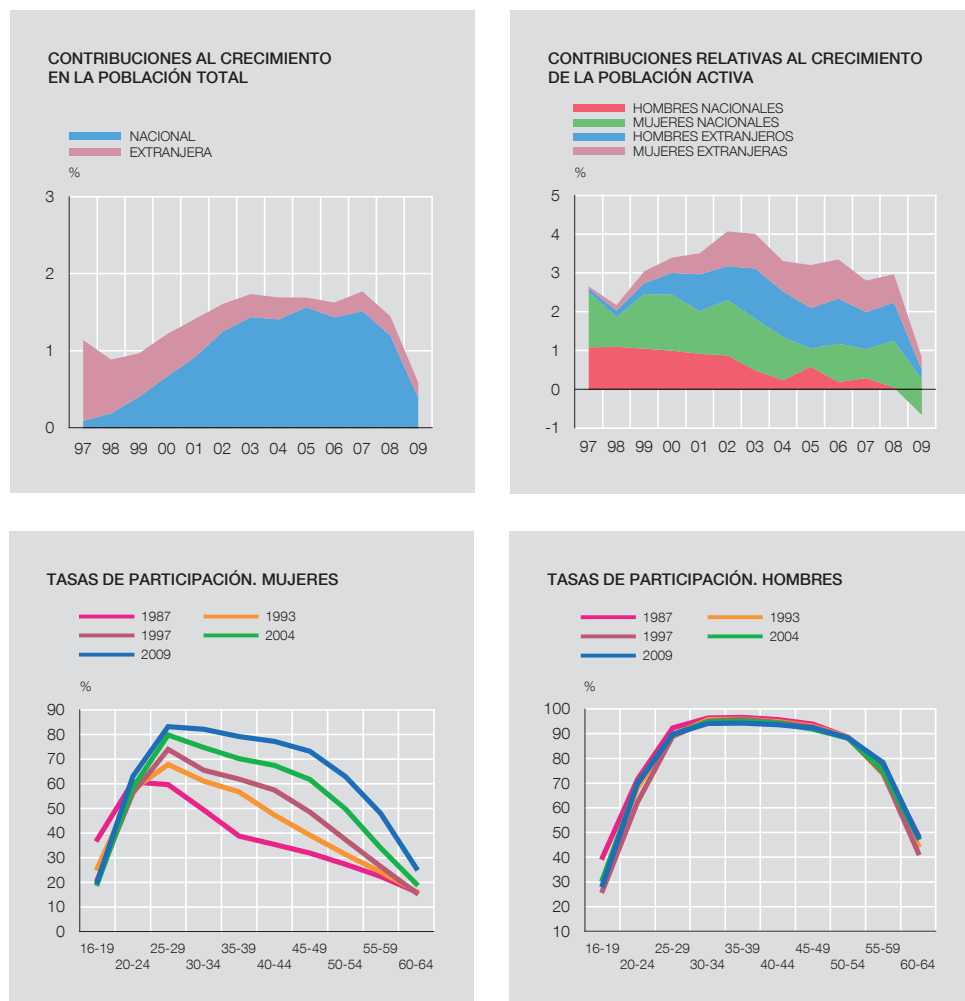 CONTRIBUCIONES AL CRECIMIENTO
EN LA POBLACIÓN TOTAL
NACIONAL
EXTRANJERA
%
3
2
1
0
97 98 99 00 01 02 03 04 05 06 07 08 09
CONTRIBUCIONES RELATIVAS AL CRECIMIENTO
DE LA POBLACIÓN ACTIVA
HOMBRES NACIONALES
MUJERES NACIONALES
HOMBRES EXTRANJEROS
MUJERES EXTRANJERAS
%
5
4
3
2
1
0
-1
97 98 99 00 01 02 03 04 05 06 07 08 09
TASAS DE PARTICIPACIÓN. MUJERES
1987 1993
1997 2004
2009
%
90
80
70
60
50
40
30
20
10
0
16-19 25-29 35-39 45-49 55-59
20-24 30-34 40-44 50-54 60-64
TASAS DE PARTICIPACIÓN. HOMBRES
1987 1993
1997 2004
2009
%
100
90
80
70
60
50
40
30
20
10
16-19 25-29 35-39 45-49 55-59
20-24 30-34 40-44 50-54 60-64